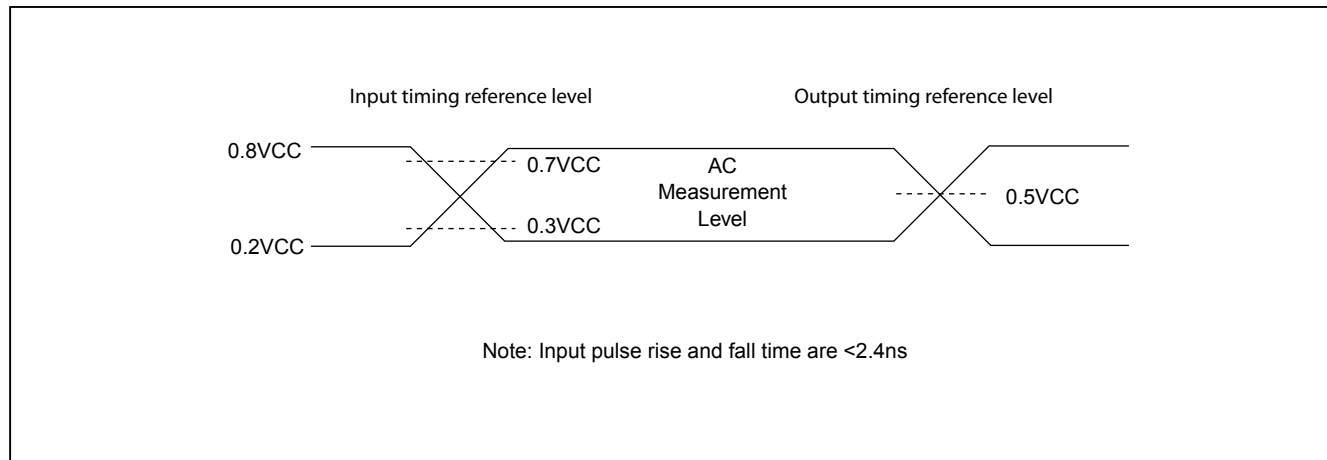 Input timing reference level
Output timing reference level
0.8VCC
0.7VCC
AC
Measurement
Level
0.5VCC
0.3VCC
0.2VCC
Note: Input pulse rise and fall time are <2.4ns